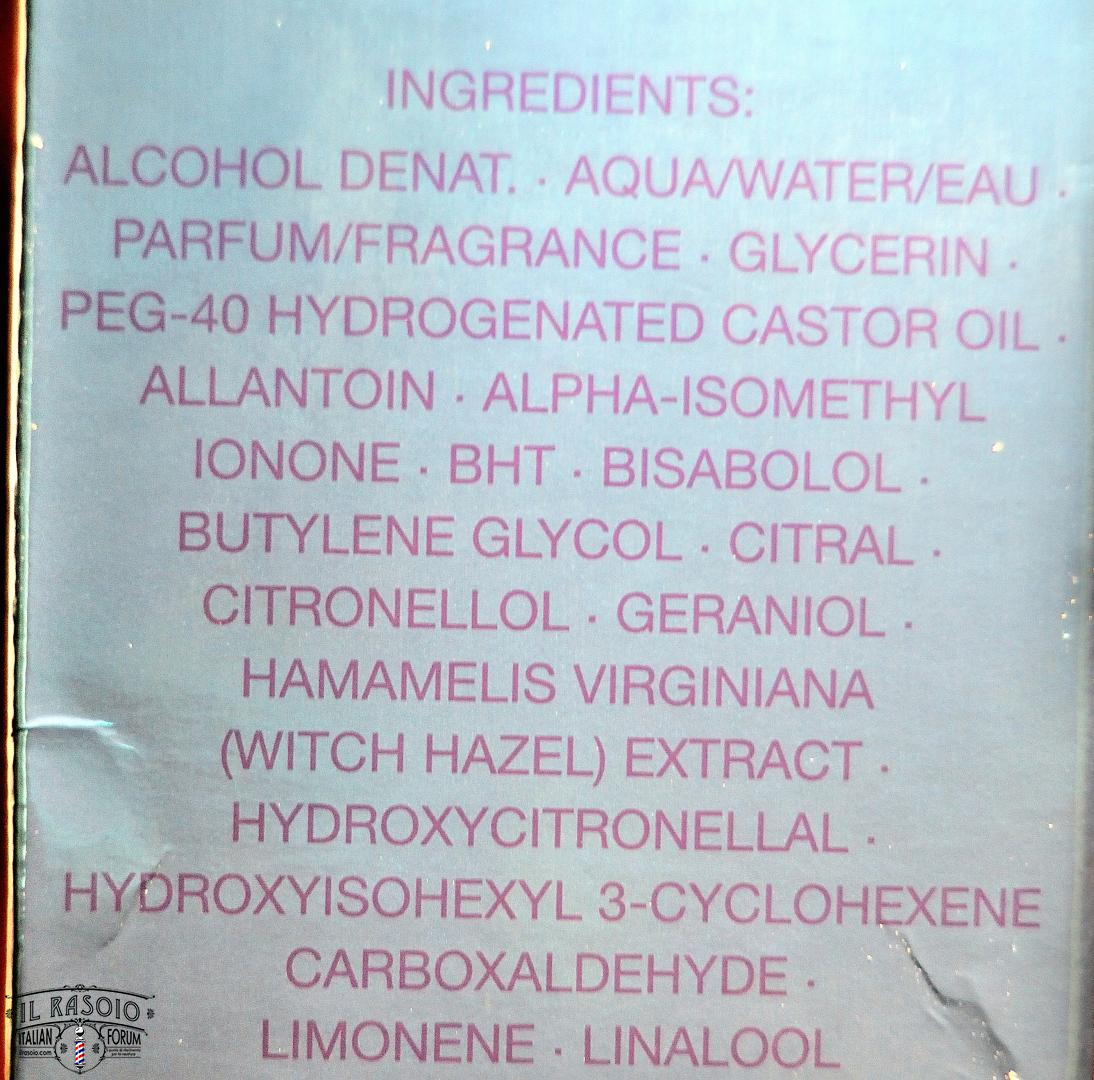 INGREDIENTS:
ALCOHOL DENAT. · AQUA/WATER/EAU ·
PARFUM/FRAGRANCE · GLYCERIN ·
PEG-40 HYDROGENATED CASTOR OIL ·
ALLANTOIN · ALPHA-ISOMETHYL
IONONE · BHT · BISABOLOL ·
BUTYLENE GLYCOL · CITRAL ·
CITRONELLOL · GERANIOL ·
HAMAMELIS VIRGINIANA
(WITCH HAZEL) EXTRACT ·
HYDROXYCITRONELLAL ·
HYDROXYISOHEXYL 3-CYCLOHEXENE
CARBOXALDEHYDE ·
LIMONENE · LINALOOL
IL RASOIO
ITALIAN FORUM